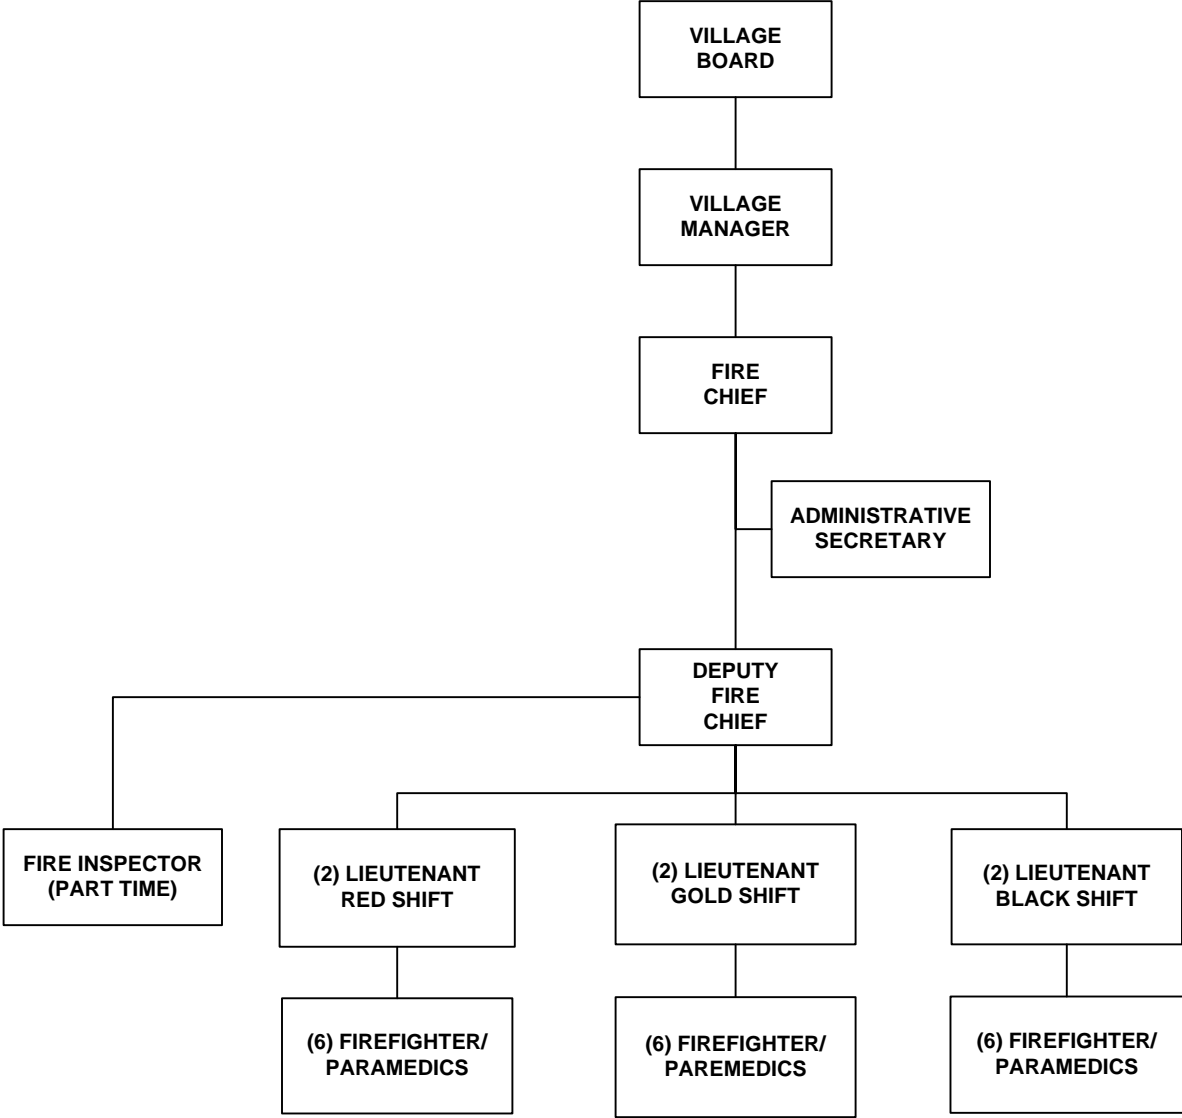 VILLAGE
BOARD
VILLAGE
MANAGER
FIRE
CHIEF
ADMINISTRATIVE
SECRETARY
DEPUTY
FIRE
CHIEF
FIRE INSPECTOR
(PART TIME)
(2) LIEUTENANT
RED SHIFT
(2) LIEUTENANT
GOLD SHIFT
(2) LIEUTENANT
BLACK SHIFT
(6) FIREFIGHTER/
PARAMEDICS
(6) FIREFIGHTER/
PAREMEDICS
(6) FIREFIGHTER/
PARAMEDICS